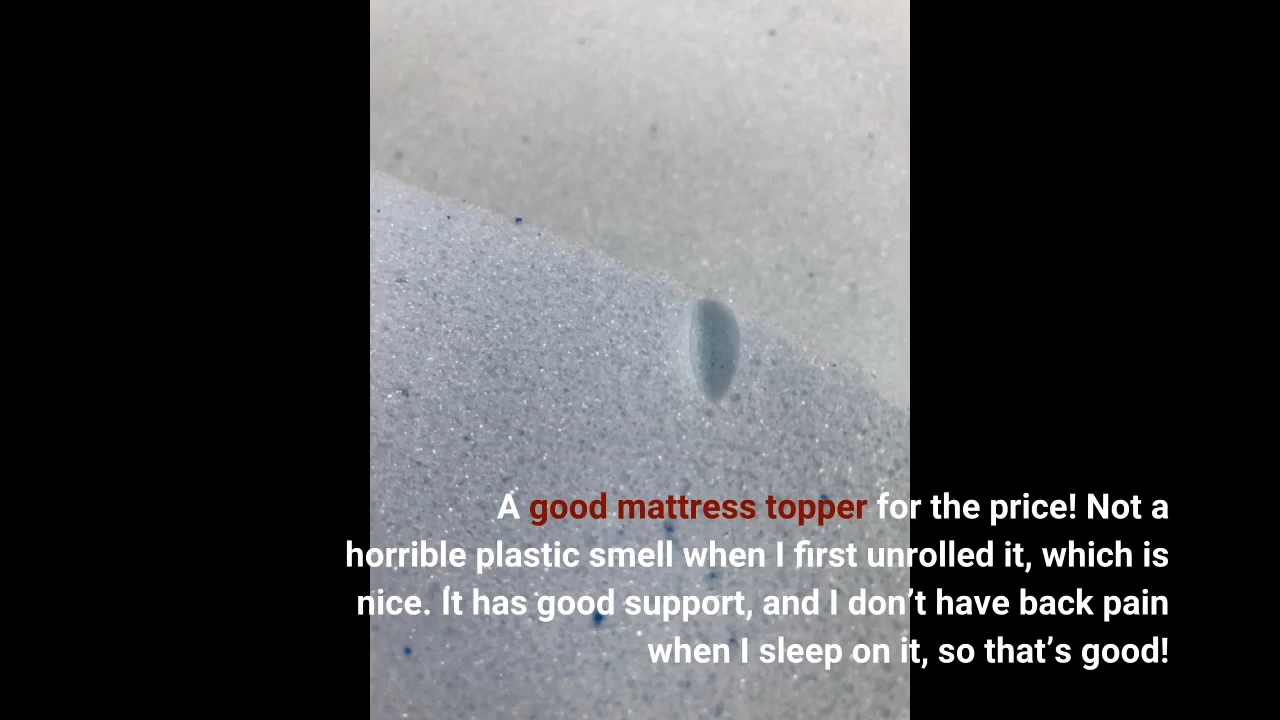 A good mattress topper for the price! Not a
horrible plastic smell when I first unrolled it, which is
nice. It has good support, and I don’t have back pain
when I sleep on it, so that’s good!